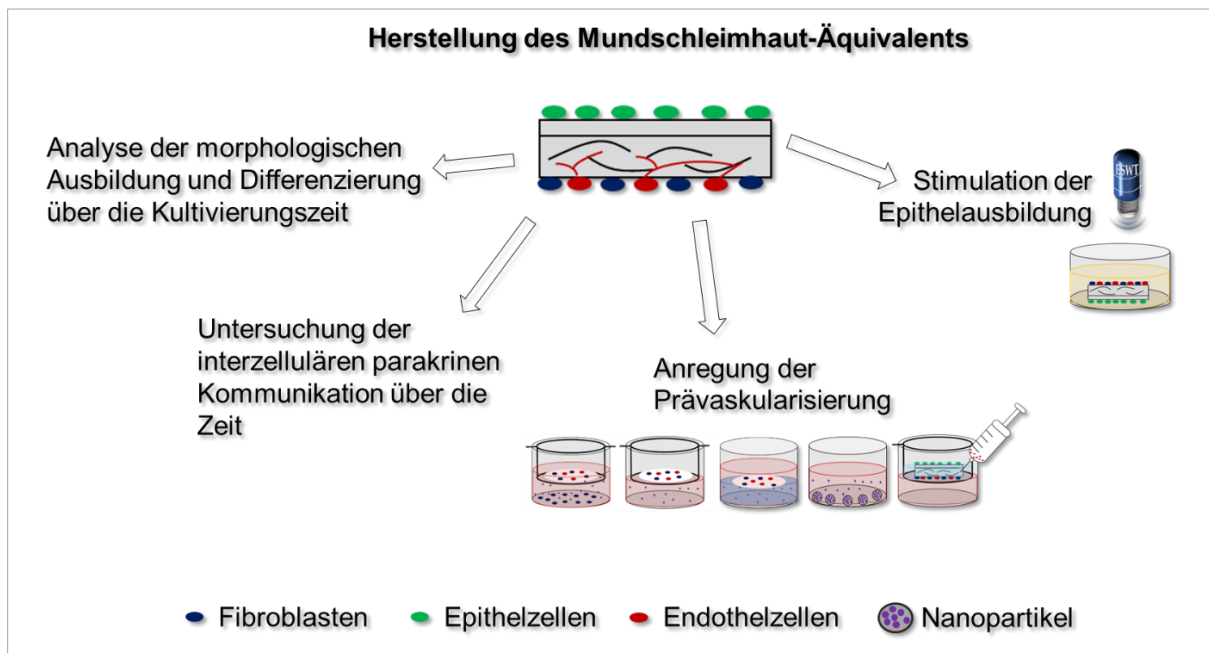 Herstellung des Mundschleimhaut-Äquivalents
Analyse der morphologischen
Ausbildung und Differenzierung
über die Kultivierungszeit
Stimulation der
Epithelausbildung
ESWT
Untersuchung der
interzellulären parakrinen
Kommunikation über die
Zeit
Anregung der
Prävaskularisierung
Fibroblasten
Epithelzellen
Endothelzellen
Nanopartikel